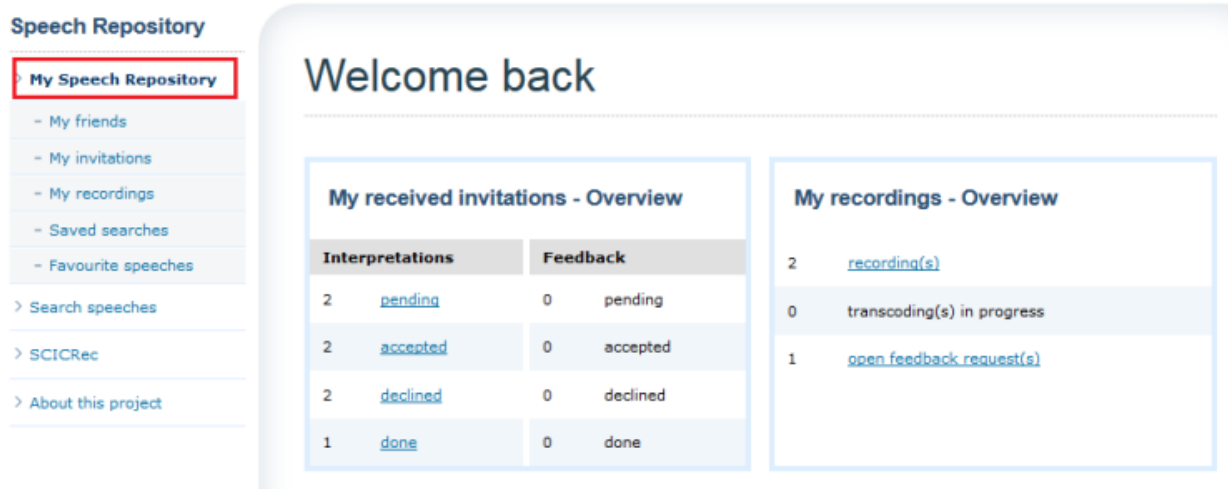 Speech Repository
> My Speech Repository
- My friends
- My invitations
- My recordings
- Saved searches
- Favourite speeches
> Search speeches
> SCICRec
> About this project
Welcome back
My received invitations - Overview
Interpretations Feedback
2 pending 0 pending
2 accepted 0 accepted
2 declined 0 declined
1 done 0 done
My recordings - Overview
2 recording(s)
0 transcoding(s) in progress
1 open feedback request(s)